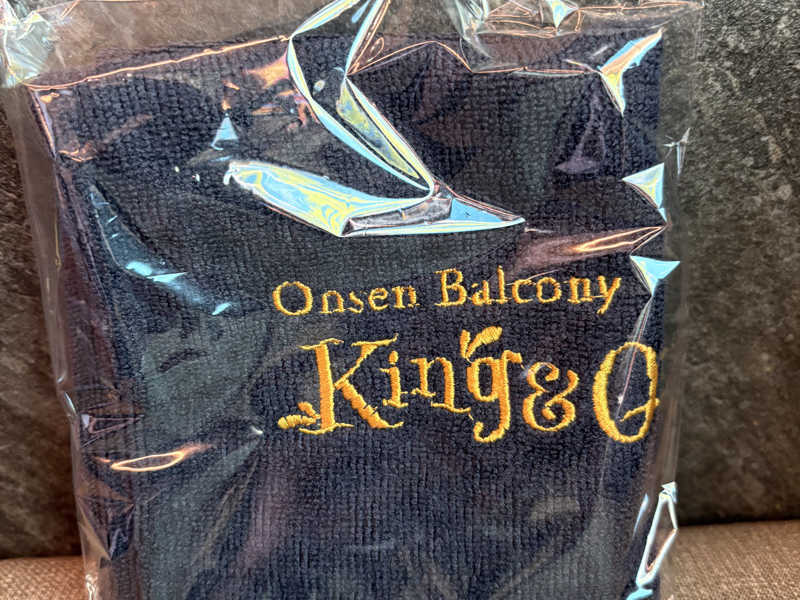 Onsen Balcony
King & Q